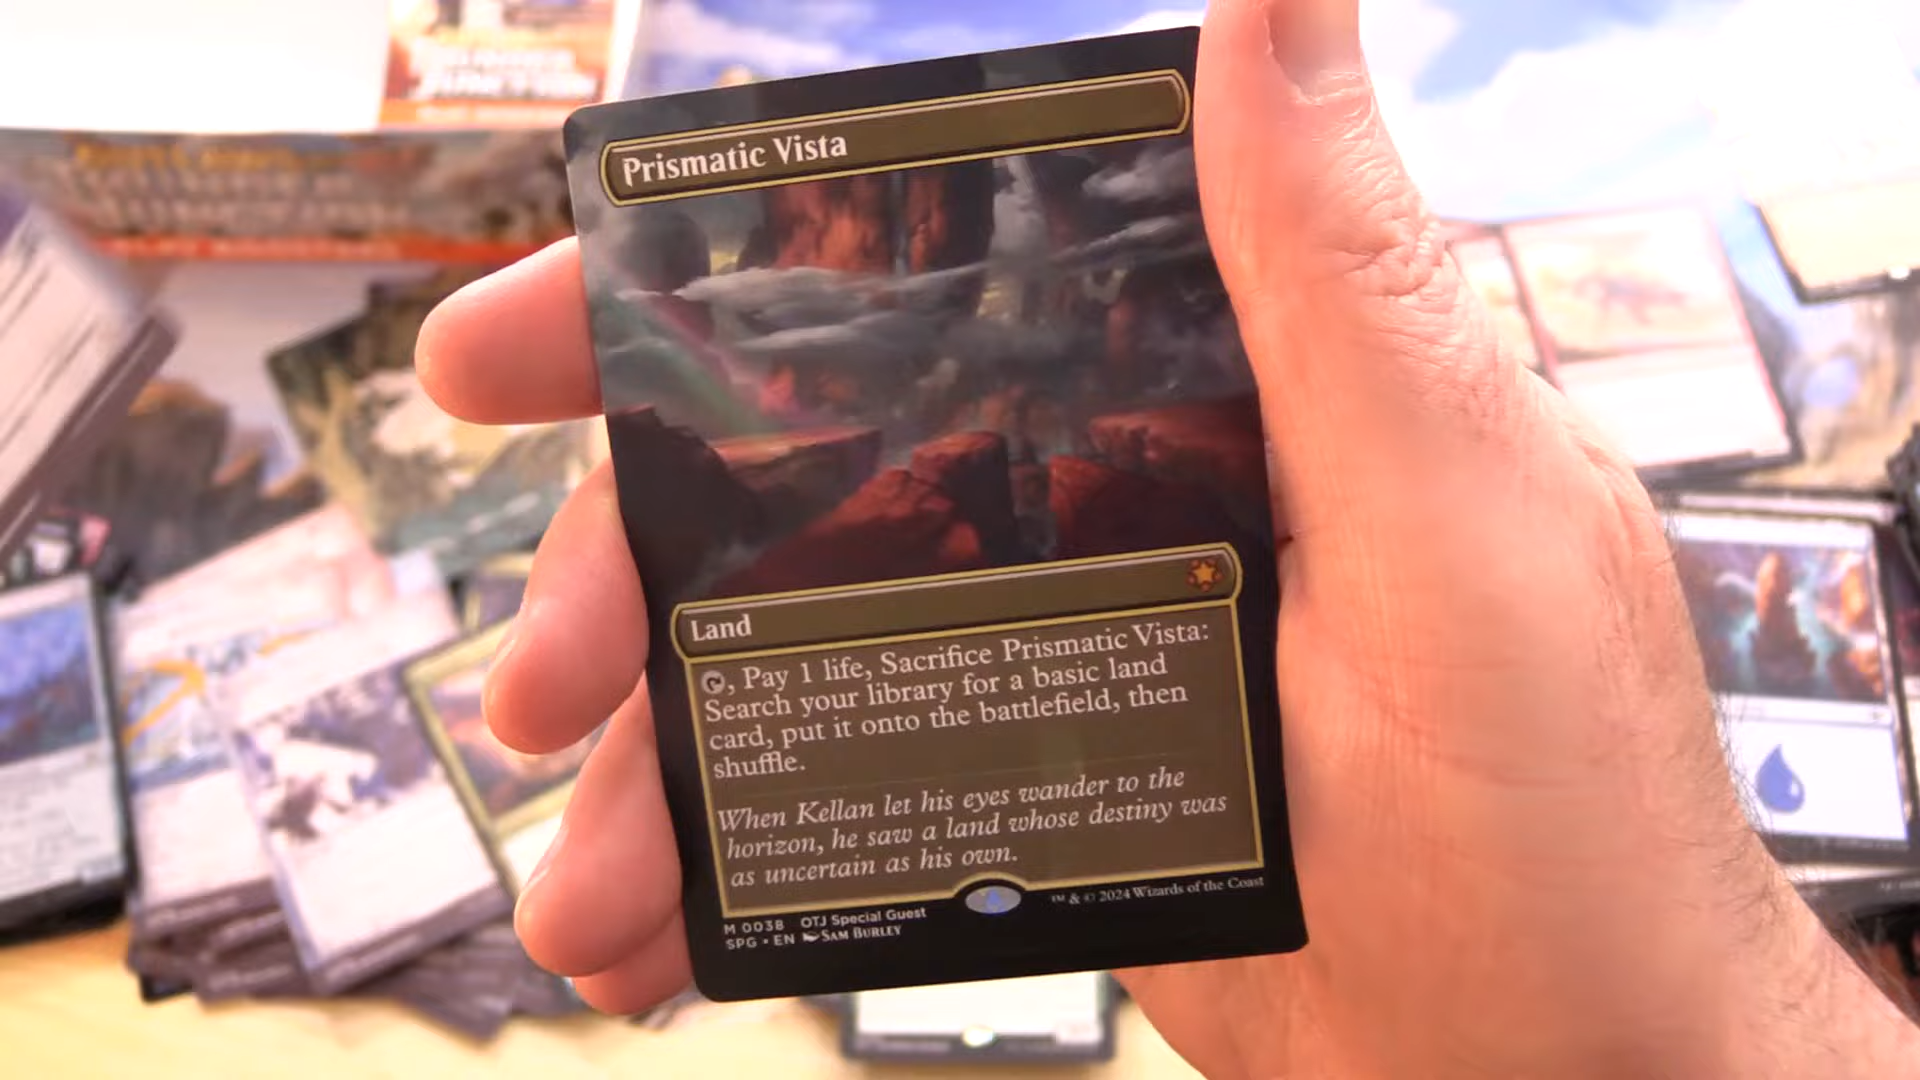 THUNDER
JUNCTION
Prismatic Vista
Land
, Pay 1 life, Sacrifice Prismatic Vista:
Search your library for a basic land
card, put it onto the battlefield, then
shuffle.
When Kellan let his eyes wander to the
horizon, he saw a land whose destiny was
as uncertain as his own.
M 0038 OTJ Special Guest
SPG • EN Sam Burley
™ & © 2024 Wizards of the Coast